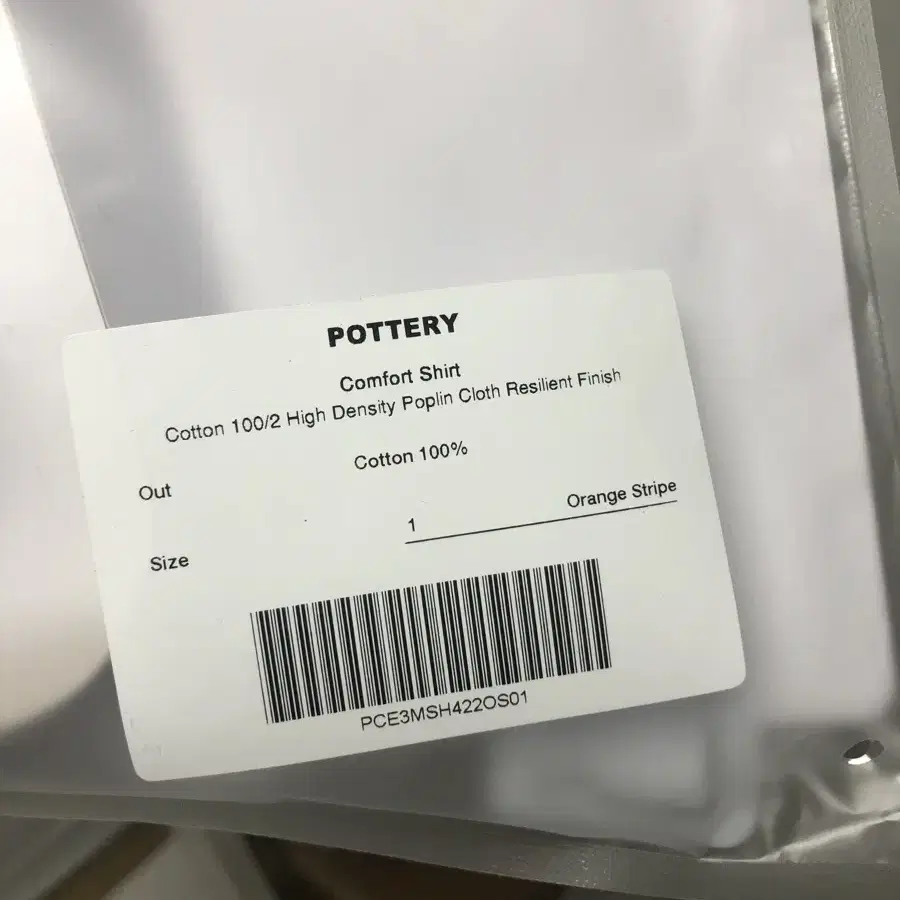 POTTERY
Comfort Shirt
Cotton 100/2 High Density Poplin Cloth Resilient Finish
Out Cotton 100%
Orange Stripe
Size 1
PCE3MSH422OS01